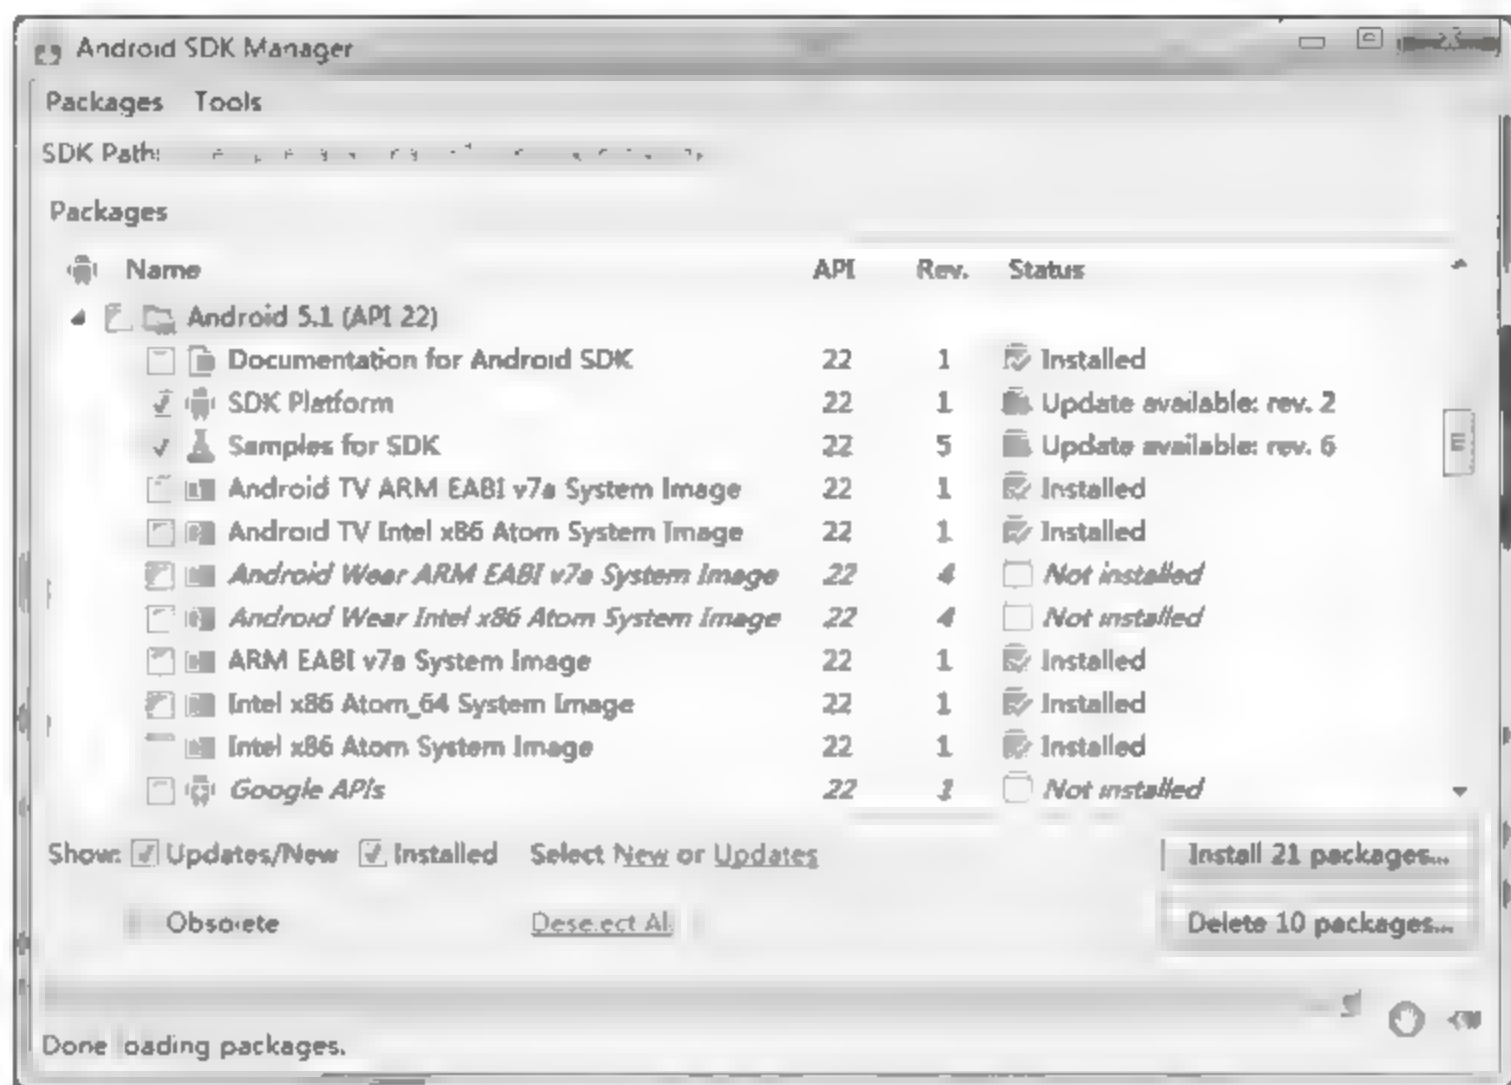 Android SDK Manager
Packages Tools
SDK Path:
Packages
Name API Rev. Status
Android 5.1 (API 22)
Documentation for Android SDK 22 1 Installed
SDK Platform 22 1 Update available: rev. 2
Samples for SDK 22 5 Update available: rev. 6
Android TV ARM EABI v7a System Image 22 1 Installed
Android TV Intel x86 Atom System Image 22 1 Installed
Android Wear ARM EABI v7a System Image 22 4 Not installed
Android Wear Intel x86 Atom System Image 22 4 Not installed
ARM EABI v7a System Image 22 1 Installed
Intel x86 Atom_64 System Image 22 1 Installed
Intel x86 Atom System Image 22 1 Installed
Google APIs 22 1 Not installed
Show: Updates/New Installed Select New or Updates Install 21 packages...
Obsolete Deselect All Delete 10 packages...
Done loading packages.